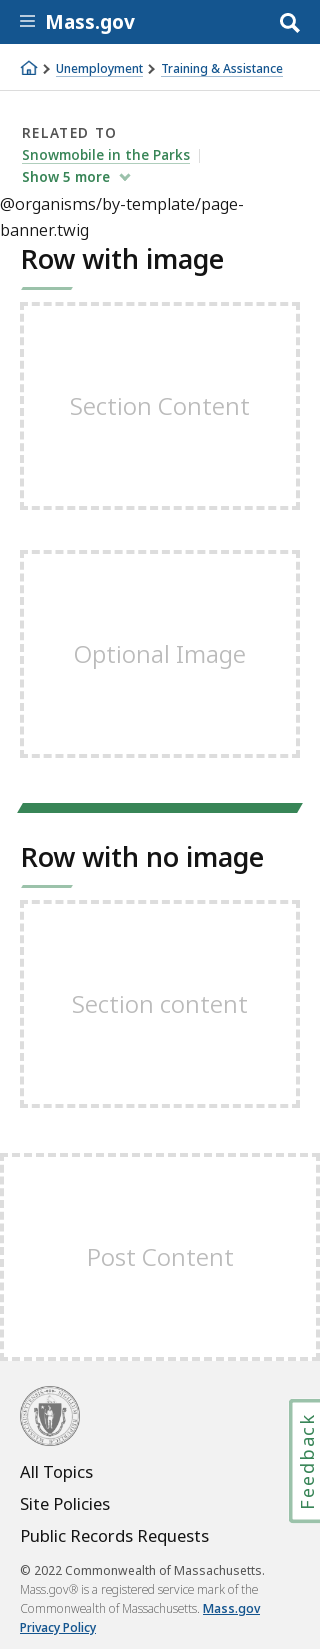 Mass.gov
Unemployment Training & Assistance
RELATED TO
Snowmobile in the Parks
Show 5 more
@organisms/by-template/page-
banner.twig
Row with image
Section Content
Optional Image
Row with no image
Section content
Post Content
Feedback
All Topics
Site Policies
Public Records Requests
© 2022 Commonwealth of Massachusetts.
Mass.gov® is a registered service mark of the
Commonwealth of Massachusetts. Mass.gov
Privacy Policy